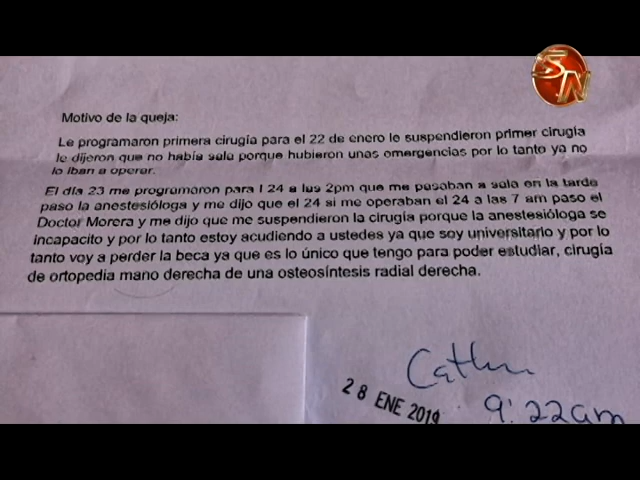 SN
Motivo de la queja:
Le programaron primera cirugía para el 22 de enero le suspendieron primer cirugía
le dijeron que no había sala porque hubieron unas emergencias por lo tanto ya no
lo iban a operar.
El día 23 me programaron para l 24 a las 2pm que me pasaban a sala en la tarde
paso la anestesióloga y me dijo que el 24 si me operaban el 24 a las 7 am paso el
Doctor Morera y me dijo que me suspendieron la cirugía porque la anestesióloga se
incapacito y por lo tanto estoy acudiendo a ustedes ya que soy universitario y por lo
tanto voy a perder la beca ya que es lo único que tengo para poder estudiar, cirugía
de ortopedia mano derecha de una osteosíntesis radial derecha.
28 ENE 2019
9:22am